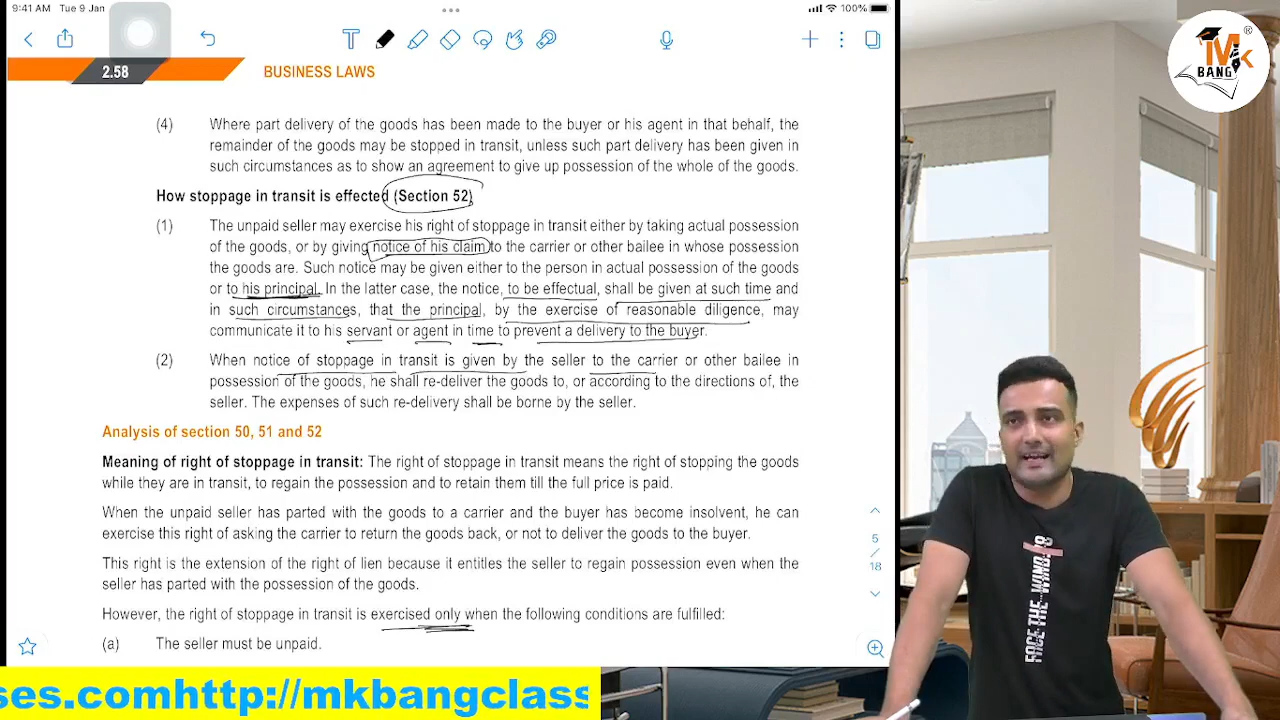 9:41 AM Tue 9 Jan
100%
2.58
BUSINESS LAWS
(4) Where part delivery of the goods has been made to the buyer or his agent in that behalf, the
remainder of the goods may be stopped in transit, unless such part delivery has been given in
such circumstances as to show an agreement to give up possession of the whole of the goods.
How stoppage in transit is effected (Section 52)
(1) The unpaid seller may exercise his right of stoppage in transit either by taking actual possession
of the goods, or by giving notice of his claim to the carrier or other bailee in whose possession
the goods are. Such notice may be given either to the person in actual possession of the goods
or to his principal. In the latter case, the notice, to be effectual, shall be given at such time and
in such circumstances, that the principal, by the exercise of reasonable diligence, may
communicate it to his servant or agent in time to prevent a delivery to the buyer.
(2) When notice of stoppage in transit is given by the seller to the carrier or other bailee in
possession of the goods, he shall re-deliver the goods to, or according to the directions of, the
seller. The expenses of such re-delivery shall be borne by the seller.
Analysis of section 50, 51 and 52
Meaning of right of stoppage in transit: The right of stoppage in transit means the right of stopping the goods
while they are in transit, to regain the possession and to retain them till the full price is paid.
When the unpaid seller has parted with the goods to a carrier and the buyer has become insolvent, he can
exercise this right of asking the carrier to return the goods back, or not to deliver the goods to the buyer.
This right is the extension of the right of lien because it entitles the seller to regain possession even when the
seller has parted with the possession of the goods.
However, the right of stoppage in transit is exercised only when the following conditions are fulfilled:
(a) The seller must be unpaid.
5
/
18
MK
BANG
®
FACE THE WIND
ses.comhttp://mkbangclass